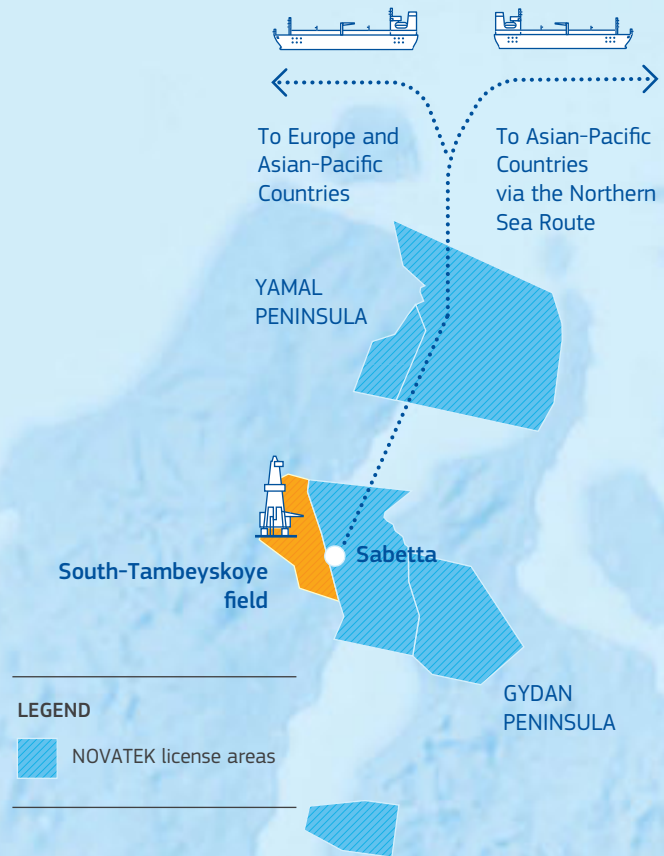 To Europe and
Asian-Pacific
Countries
To Asian-Pacific
Countries
via the Northern
Sea Route
YAMAL
PENINSULA
South-Tambeyskoye
field
Sabetta
GYDAN
PENINSULA
LEGEND
NOVATEK license areas